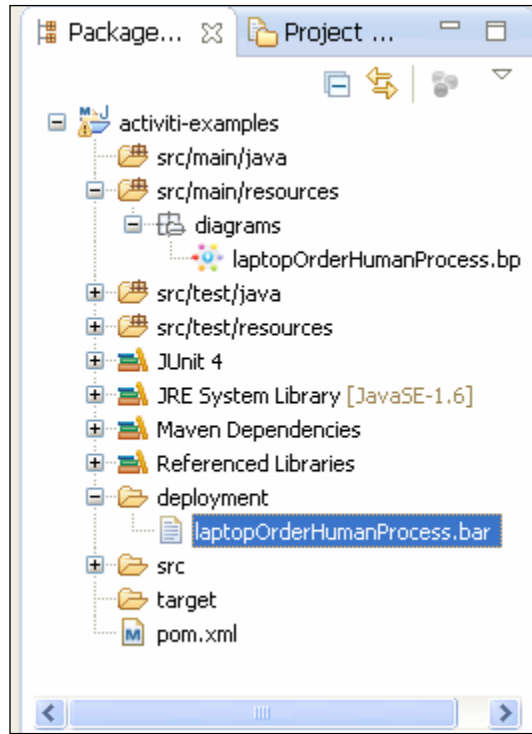 Package... Project ...
activiti-examples
src/main/java
src/main/resources
diagrams
laptopOrderHumanProcess.bp
src/test/java
src/test/resources
JUnit 4
JRE System Library [JavaSE-1.6]
Maven Dependencies
Referenced Libraries
deployment
laptopOrderHumanProcess.bar
src
target
pom.xml